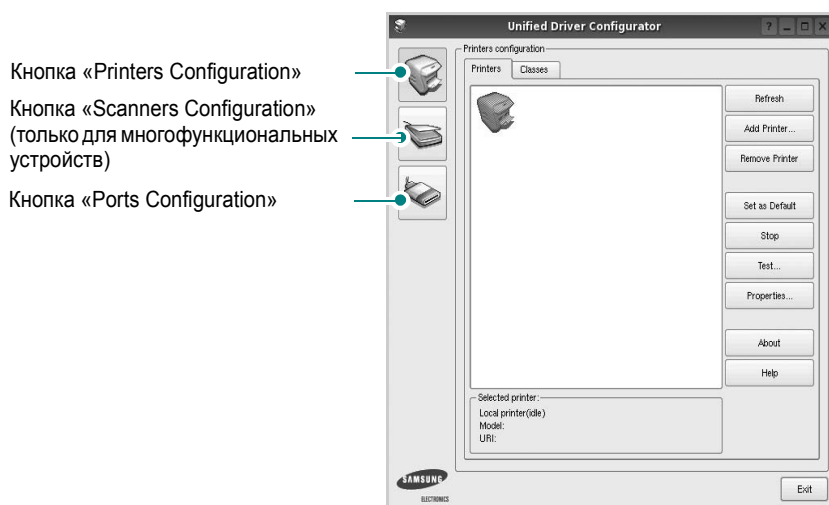 Unified Driver Configurator
Кнопка «Printers Configuration»
Кнопка «Scanners Configuration»
(только для многофункциональных
устройств)
Кнопка «Ports Configuration»
Printers configuration
Printers
Classes
Refresh
Add Printer...
Remove Printer
Set as Default
Stop
Test...
Properties...
About
Help
Selected printer:
Local printer(idle)
Model:
URI:
SAMSUNG
ELECTRONICS
Exit